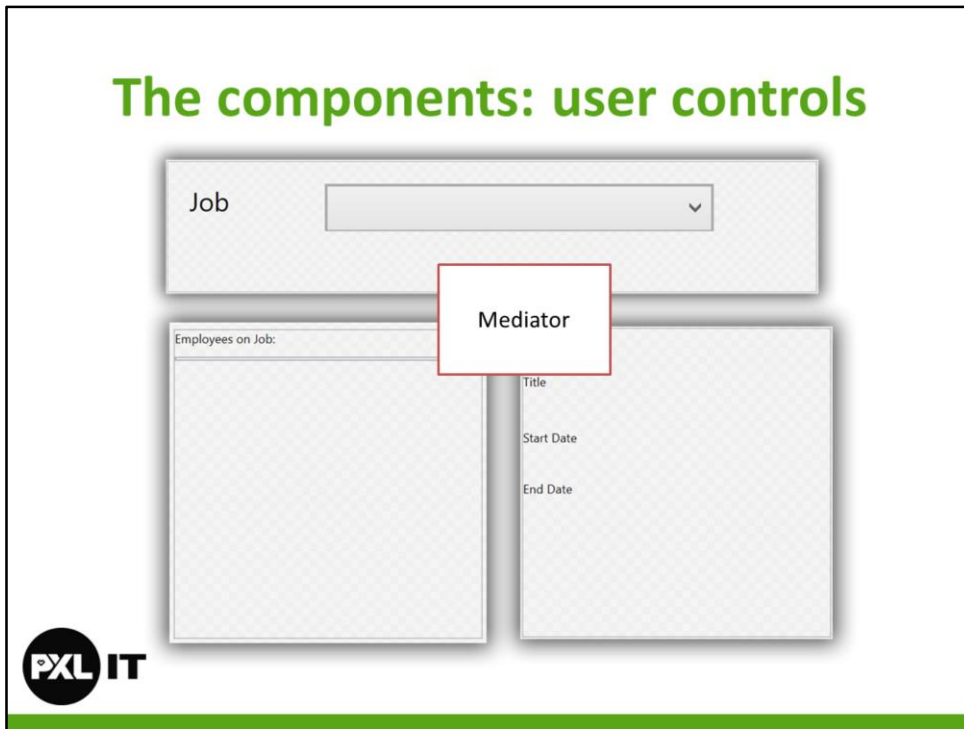 The components: user controls
Job
Mediator
Employees on Job:
Title
Start Date
End Date
PXL IT